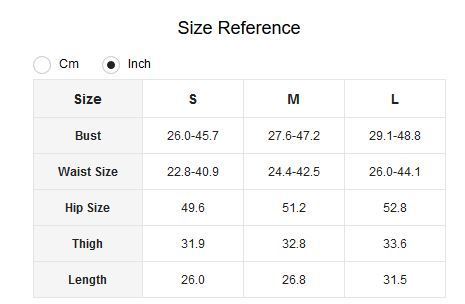 Size Reference
Cm Inch
Size S M L
Bust 26.0-45.7 27.6-47.2 29.1-48.8
Waist Size 22.8-40.9 24.4-42.5 26.0-44.1
Hip Size 49.6 51.2 52.8
Thigh 31.9 32.8 33.6
Length 26.0 26.8 31.5